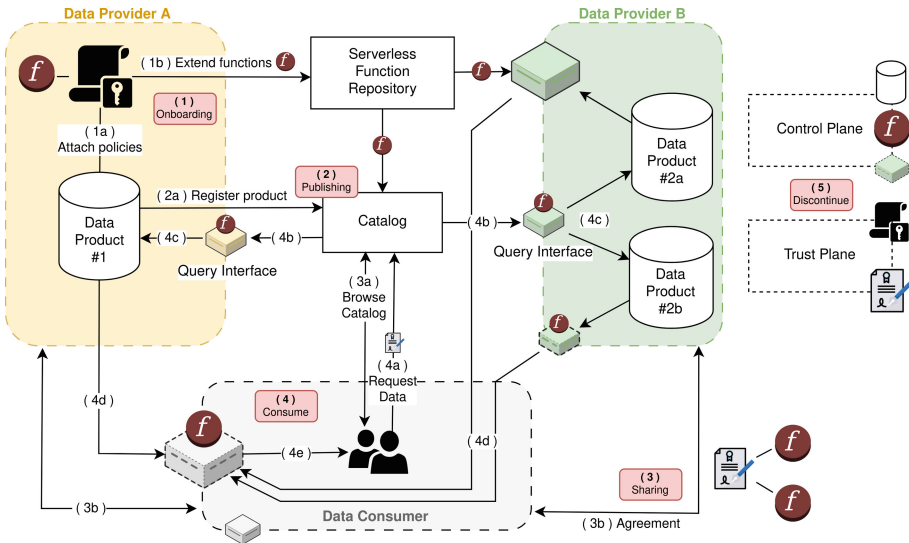 Data Provider A
Data Provider B
f
( 1b ) Extend functions
f
Serverless
Function
Repository
f
( 1 )
Onboarding
( 1a )
Attach policies
f
Data
Product
#2a
Control Plane
f
( 2 )
Publishing
( 2a ) Register product
Data
Product
#1
( 4c )
f
( 4b )
Query Interface
Catalog
( 4b )
f
( 4c )
Query Interface
( 5 )
Discontinue
Trust Plane
Data
Product
#2b
f
( 3a )
Browse
Catalog
( 4a )
Request
Data
( 4d )
( 4 )
Consume
f
( 4e )
( 4d )
f
f
( 3 )
Sharing
( 3b )
Data Consumer
( 3b ) Agreement